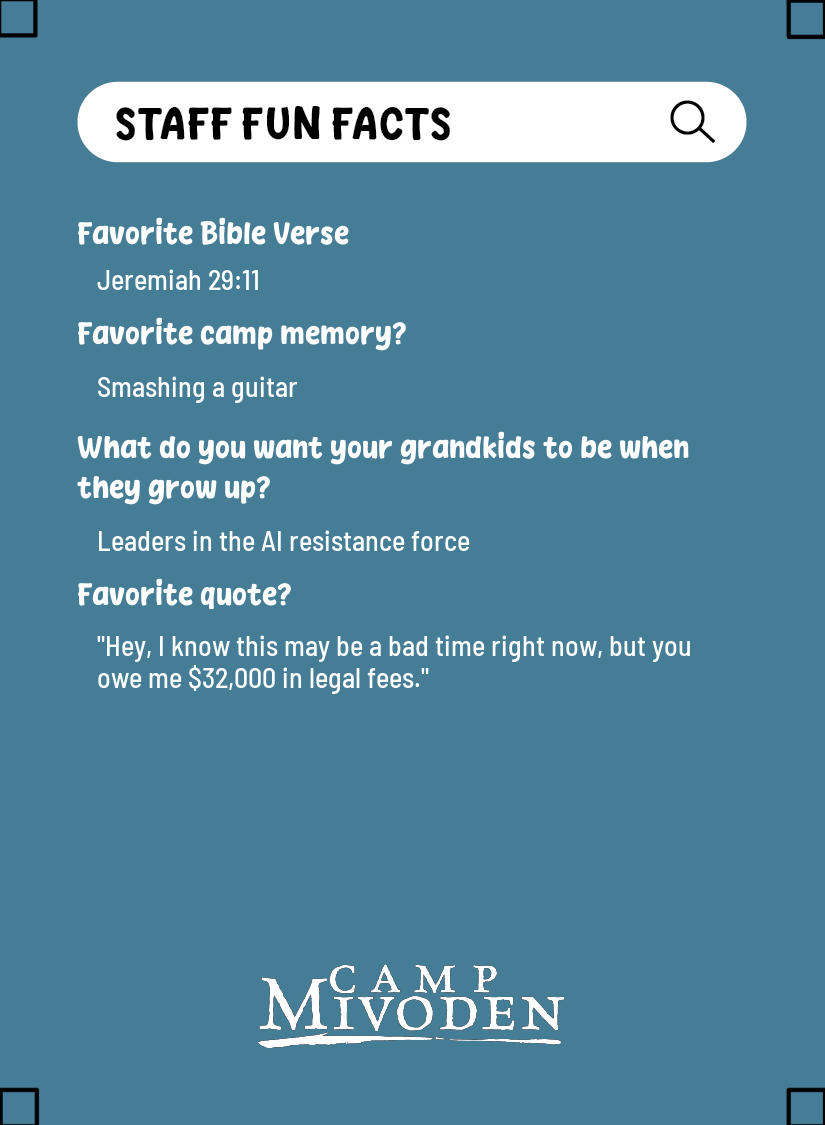 STAFF FUN FACTS
Favorite Bible Verse
Jeremiah 29:11
Favorite camp memory?
Smashing a guitar
What do you want your grandkids to be when
they grow up?
Leaders in the AI resistance force
Favorite quote?
"Hey, I know this may be a bad time right now, but you
owe me $32,000 in legal fees."
CAMP
MIVODEN